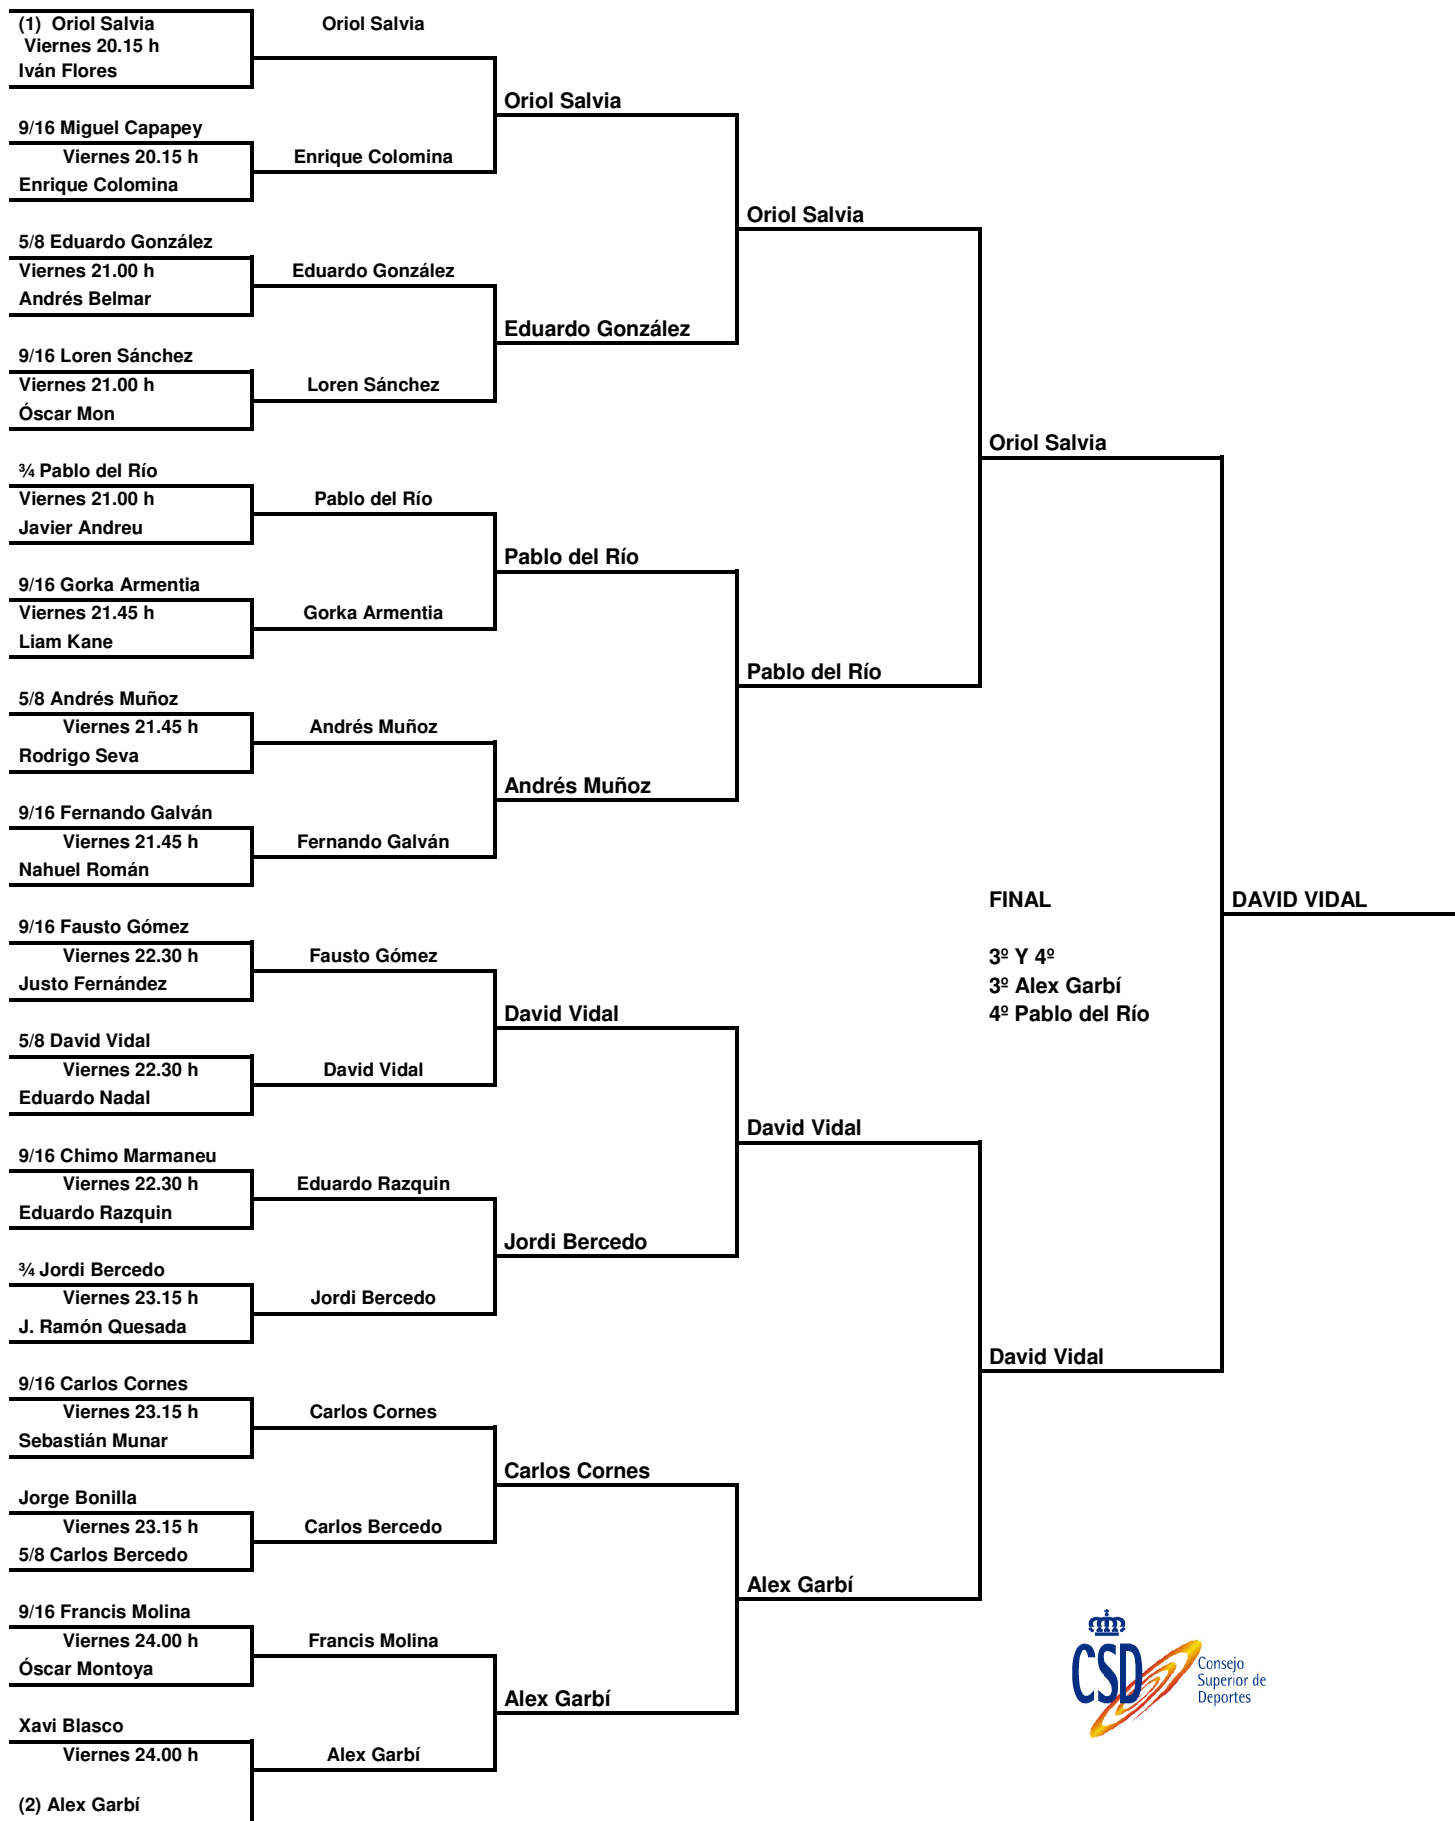 (1)  Oriol Salvia
Oriol Salvia
Viernes 20.15 h
Iván Flores
Oriol Salvia
9/16 Miguel Capapey
Viernes 20.15 h
Enrique Colomina
Enrique Colomina
Oriol Salvia
5/8 Eduardo González
Viernes 21.00 h
Eduardo González
Andrés Belmar
Eduardo González
9/16 Loren Sánchez
Viernes 21.00 h
Loren Sánchez
Óscar Mon
Oriol Salvia
¾ Pablo del Río
Viernes 21.00 h
Pablo del Río
Javier Andreu
Pablo del Río
9/16 Gorka Armentia
Viernes 21.45 h
Gorka Armentia
Liam Kane
Pablo del Río
5/8 Andrés Muñoz
Viernes 21.45 h
Andrés Muñoz
Rodrigo Seva
Andrés Muñoz
9/16 Fernando Galván
Viernes 21.45 h
Fernando Galván
Nahuel Román
FINAL
DAVID VIDAL
9/16 Fausto Gómez
Viernes 22.30 h
Fausto Gómez
3º Y 4º
Justo Fernández
3º Alex Garbí
David Vidal
4º Pablo del Río
5/8 David Vidal
Viernes 22.30 h
David Vidal
Eduardo Nadal
David Vidal
9/16 Chimo Marmaneu
Viernes 22.30 h
Eduardo Razquin
Eduardo Razquin
Jordi Bercedo
¾ Jordi Bercedo
Viernes 23.15 h
Jordi Bercedo
J. Ramón Quesada
David Vidal
9/16 Carlos Cornes
Viernes 23.15 h
Carlos Cornes
Sebastián Munar
Carlos Cornes
Jorge Bonilla
Viernes 23.15 h
Carlos Bercedo
5/8 Carlos Bercedo
Alex Garbí
9/16 Francis Molina
Viernes 24.00 h
Francis Molina
Óscar Montoya
Alex Garbí
Xavi Blasco
Viernes 24.00 h
Alex Garbí
(2) Alex Garbí
CSD
Consejo
Superior de
Deportes